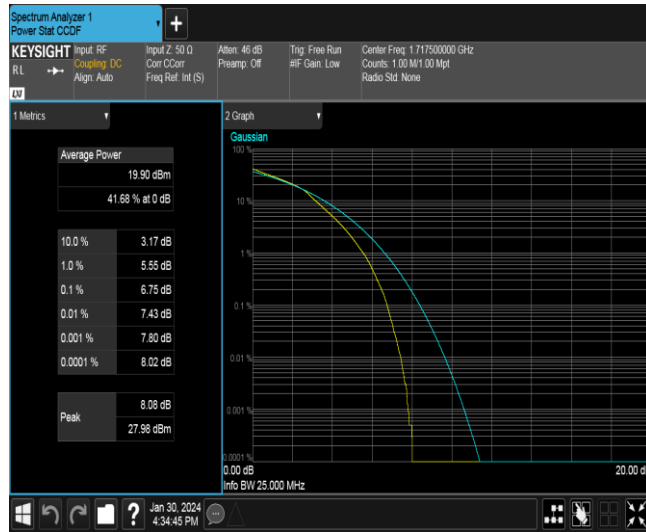 Spectrum Analyzer 1
Power Stat CCDF
+
KEYSIGHT
RL
LXI
Input: RF
Coupling: DC
Align: Auto
Input Z: 50 Ω
Corr CCorr
Freq Ref: Int (S)
Atten: 46 dB
Preamp: Off
Trig: Free Run
#IF Gain: Low
Center Freq: 1.717500000 GHz
Counts: 1.00 M/1.00 Mpt
Radio Std: None
1 Metrics
Average Power
19.90 dBm
41.68 % at 0 dB
10.0 % 3.17 dB
1.0 % 5.55 dB
0.1 % 6.75 dB
0.01 % 7.43 dB
0.001 % 7.80 dB
0.0001 % 8.02 dB
Peak
8.08 dB
27.98 dBm
2 Graph
Gaussian
100 %
10 %
1 %
0.1 %
0.01 %
0.001 %
0.0001 %
0.00 dB
20.00 d
Info BW 25.000 MHz
?
Jan 30, 2024
4:34:45 PM